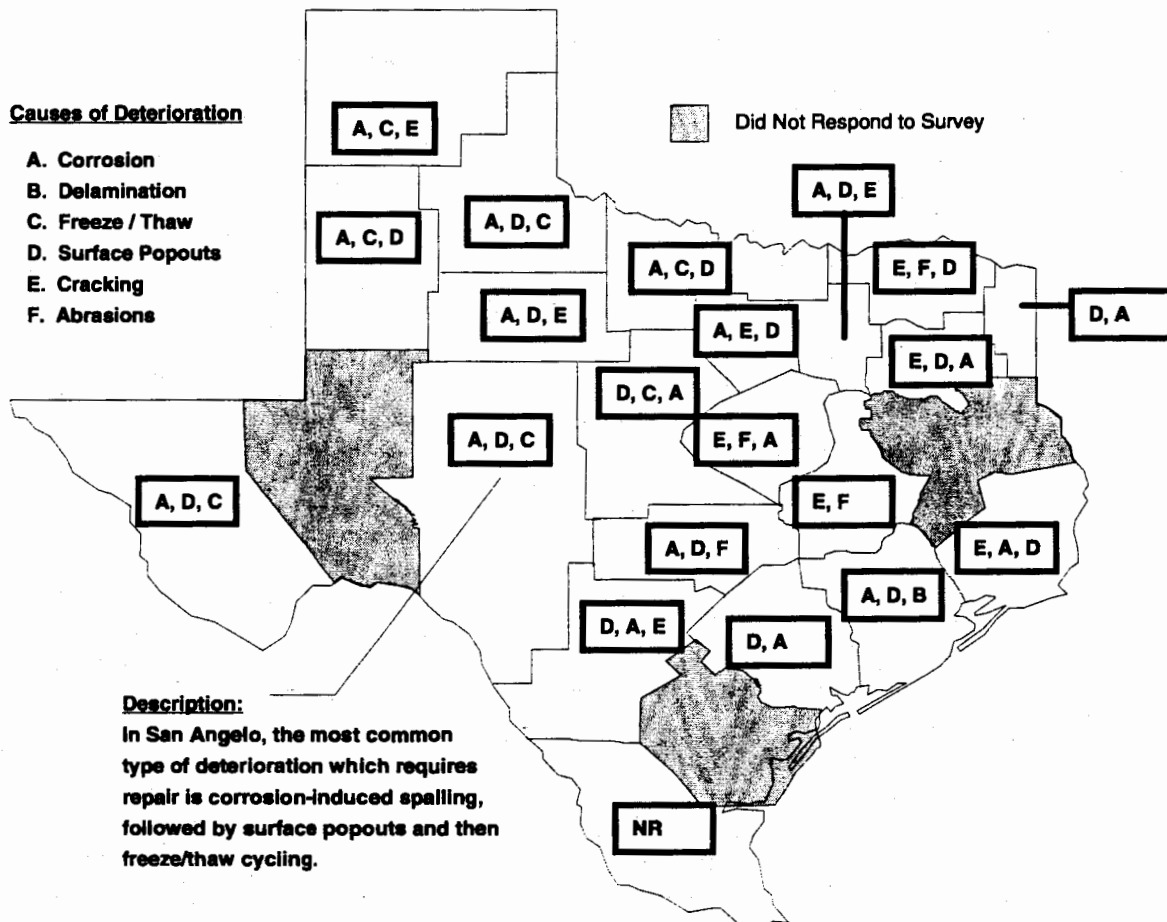 Causes of Deterioration
A. Corrosion
B. Delamination
C. Freeze / Thaw
D. Surface Popouts
E. Cracking
F. Abrasions
Did Not Respond to Survey
A, C, E
A, D, E
A, D, C
A, C, D
A, C, D
E, F, D
A, D, E
D, A
A, E, D
E, D, A
D, C, A
A, D, C
E, F, A
A, D, C
E, F
A, D, F
E, A, D
A, D, B
D, A, E
D, A
Description:
In San Angelo, the most common
type of deterioration which requires
repair is corrosion-induced spalling,
followed by surface popouts and then
freeze/thaw cycling.
NR